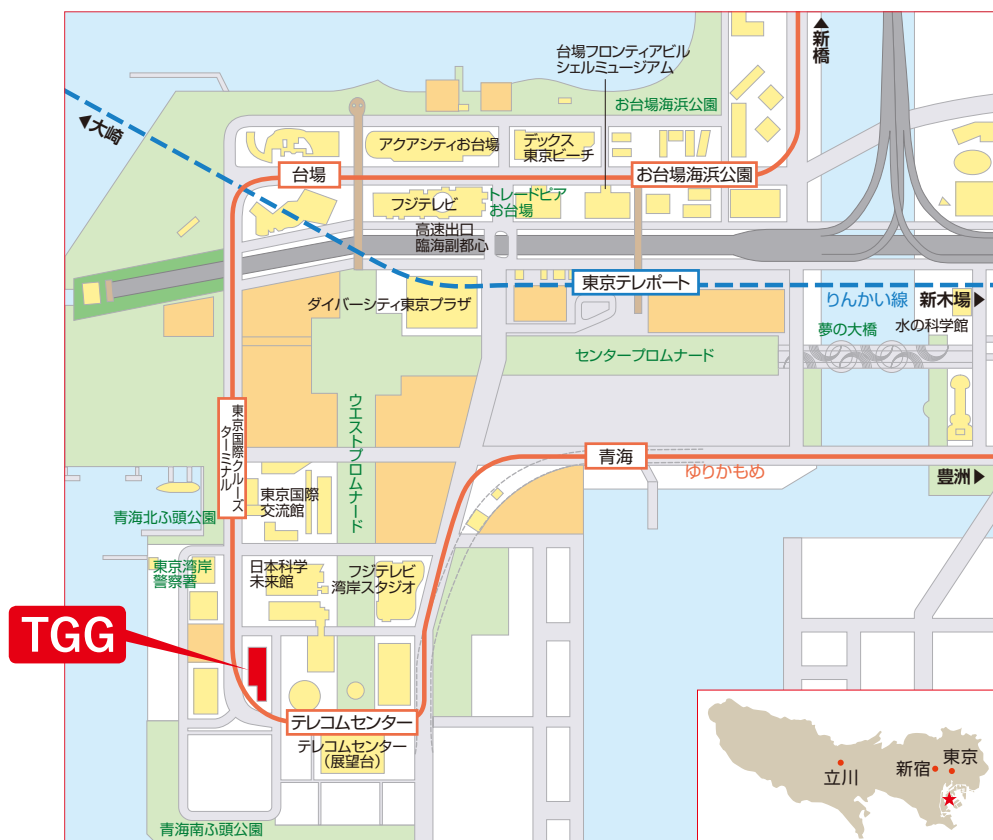 ▲新橋
台場フロンティアビル
シェルミュージアム
お台場海浜公園
◀大崎
アクアシティお台場
デックス
東京ビーチ
台場
お台場海浜公園
フジテレビ
トレードピア
お台場
高速出口
臨海副都心
東京テレポート
ダイバーシティ東京プラザ
りんかい線
新木場▶
夢の大橋
水の科学館
センタープロムナード
ウエストプロムナード
東京国際クルーズ
ターミナル
青海
ゆりかもめ
豊洲▶
東京国際
交流館
青海北ふ頭公園
東京湾岸
警察署
日本科学
未来館
フジテレビ
湾岸スタジオ
TGG
テレコムセンター
テレコムセンター
(展望台)
青海南ふ頭公園
立川
新宿
東京